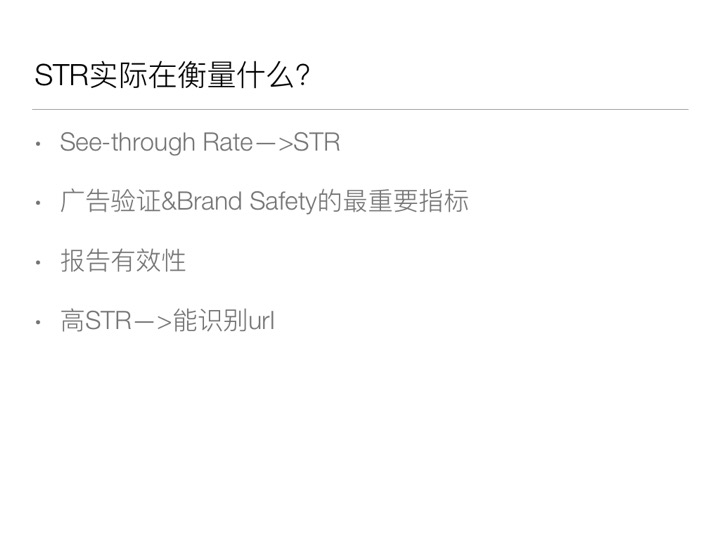 STR实际在衡量什么?
• See-through Rate—>STR
• 广告验证&Brand Safety的最重要指标
• 报告有效性
• 高STR—>能识别url